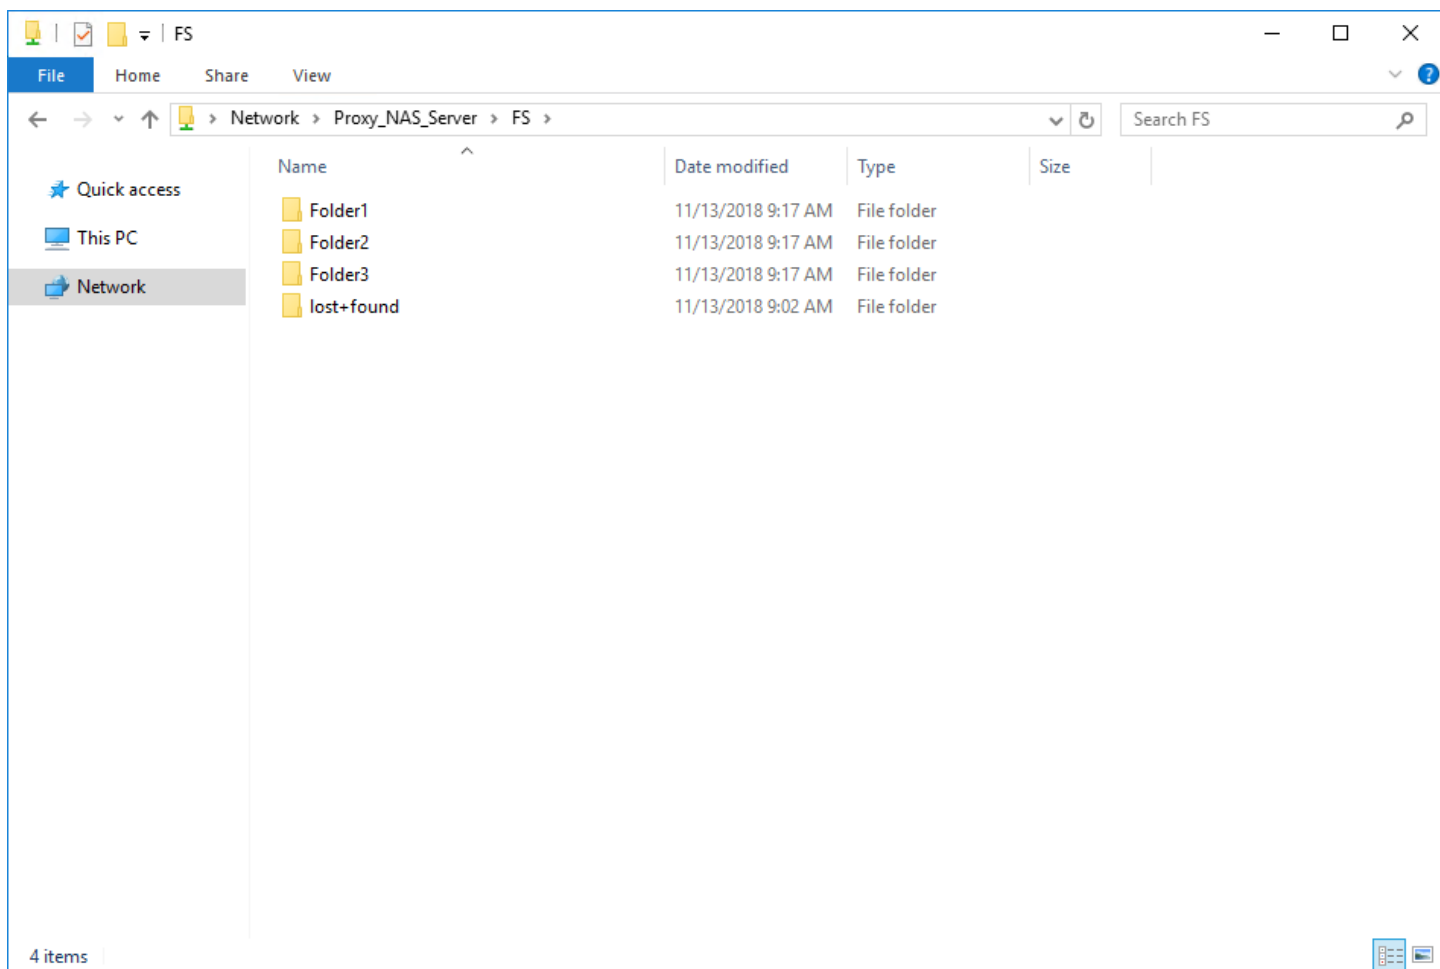 FS
File Home Share View
Network Proxy_NAS_Server FS Search FS
Name Date modified Type Size
Quick access
This PC
Network
Folder1 11/13/2018 9:17 AM File folder
Folder2 11/13/2018 9:17 AM File folder
Folder3 11/13/2018 9:17 AM File folder
lost+found 11/13/2018 9:02 AM File folder
4 items